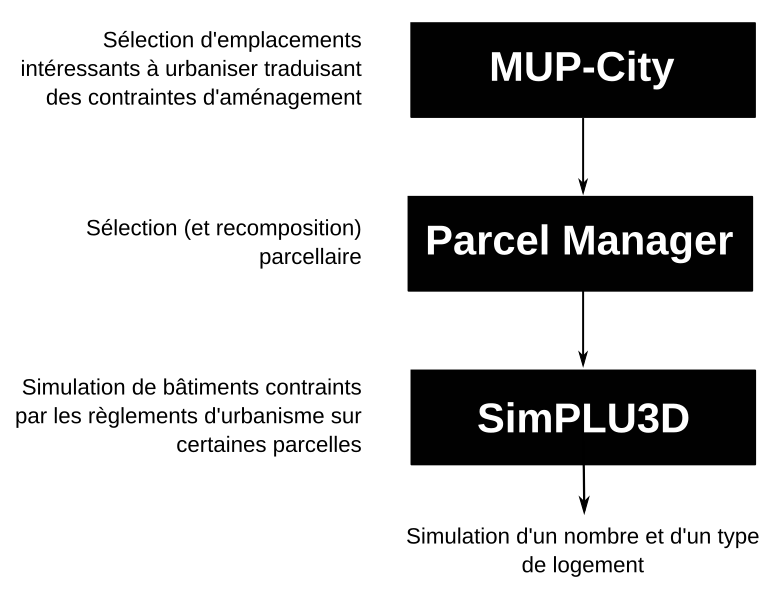 Sélection d'emplacements
intéressants à urbaniser traduisant
des contraintes d'aménagement
MUP-City
Sélection (et recomposition)
parcellaire
Parcel Manager
Simulation de bâtiments contraints
par les règlements d'urbanisme sur
certaines parcelles
SimPLU3D
Simulation d'un nombre et d'un type
de logement